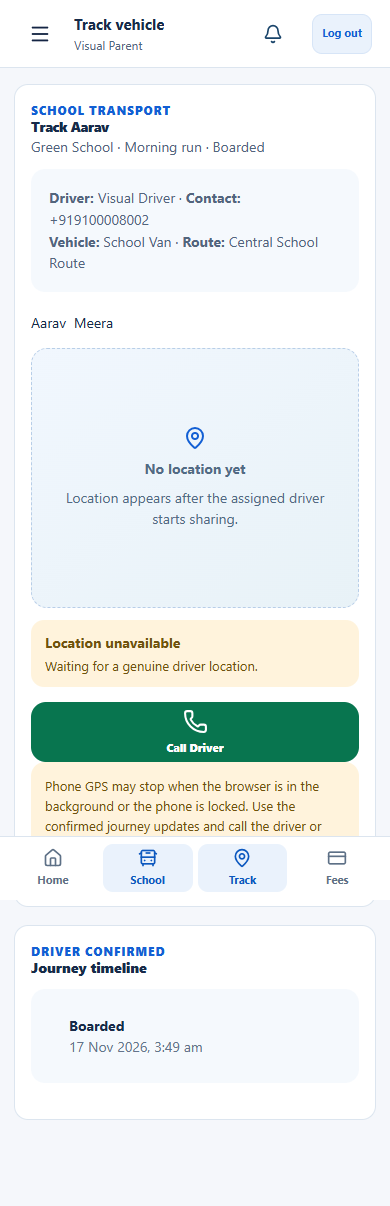 Track vehicle
Visual Parent
Log out
SCHOOL TRANSPORT
Track Aarav
Green School · Morning run · Boarded
Driver: Visual Driver · Contact:
+919100008002
Vehicle: School Van · Route: Central School
Route
Aarav Meera
No location yet
Location appears after the assigned driver
starts sharing.
Location unavailable
Waiting for a genuine driver location.
Call Driver
Phone GPS may stop when the browser is in the
background or the phone is locked. Use the
confirmed journey updates and call the driver or
Home
School
Track
Fees
DRIVER CONFIRMED
Journey timeline
Boarded
17 Nov 2026, 3:49 am